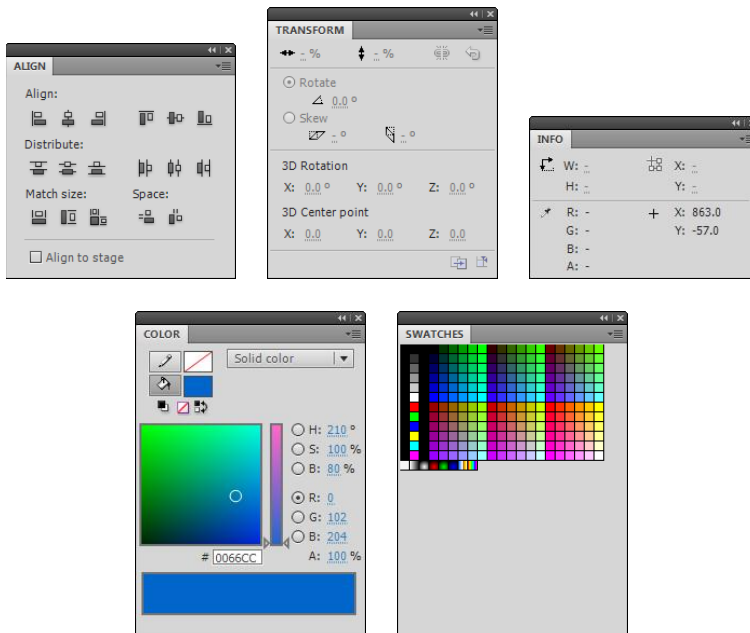 ALIGN
Align:
Distribute:
Match size:
Space:
Align to stage
TRANSFORM
- %
- %
Rotate
0.0 °
Skew
- °
- °
3D Rotation
X: 0.0 ° Y: 0.0 ° Z: 0.0 °
3D Center point
X: 0.0 Y: 0.0 Z: 0.0
INFO
W: - X: -
H: - Y: -
R: - X: 863.0
G: - Y: -57.0
B: -
A: -
COLOR
Solid color
H: 210 °
S: 100 %
B: 80 %
R: 0
G: 102
B: 204
# 0066CC A: 100 %
SWATCHES